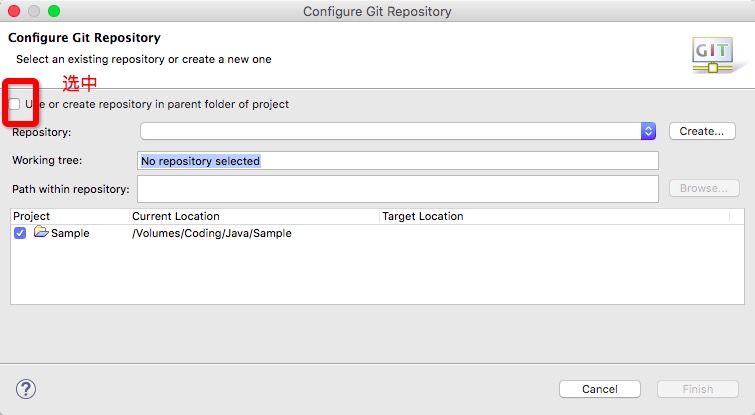 Configure Git Repository
Configure Git Repository
Select an existing repository or create a new one
GIT
选中
Use or create repository in parent folder of project
Repository: Create...
Working tree: No repository selected
Path within repository: Browse...
Project Current Location Target Location
Sample /Volumes/Coding/Java/Sample
? Cancel Finish